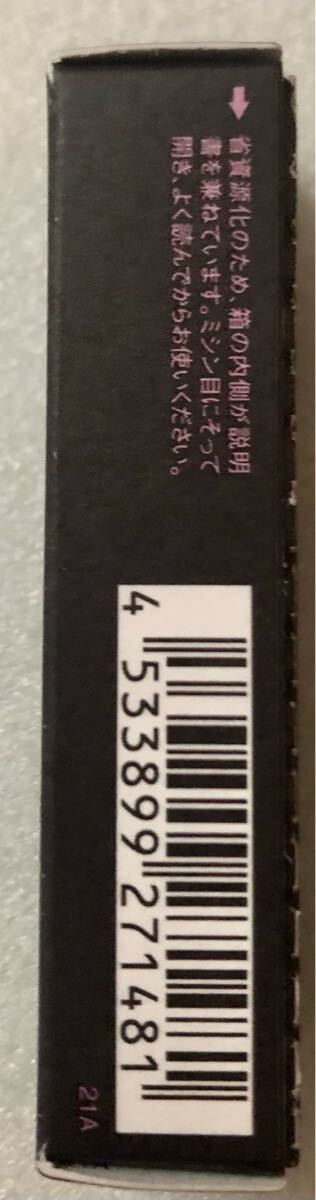 省資源化のため、箱の内側が説明
書を兼ねています。ミシン目にそって
開き、よく読んでからお使いください。
4 533899 271481
21A